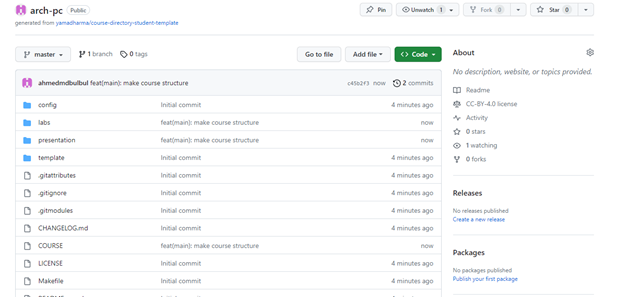 arch-pc Public
Pin Unwatch 1 Fork 0 Star 0
generated from yamadharma/course-directory-student-template
master 1 branch 0 tags Go to file Add file Code
ahmedmdbulbul feat(main): make course structure c45b2f3 now 2 commits
config Initial commit 4 minutes ago
labs feat(main): make course structure now
presentation feat(main): make course structure now
template Initial commit 4 minutes ago
.gitattributes Initial commit 4 minutes ago
.gitignore Initial commit 4 minutes ago
.gitmodules Initial commit 4 minutes ago
CHANGELOG.md Initial commit 4 minutes ago
COURSE feat(main): make course structure now
LICENSE Initial commit 4 minutes ago
Makefile Initial commit 4 minutes ago
About
No description, website, or topics provided.
Readme
CC-BY-4.0 license
Activity
0 stars
1 watching
0 forks
Releases
No releases published
Create a new release
Packages
No packages published
Publish your first package